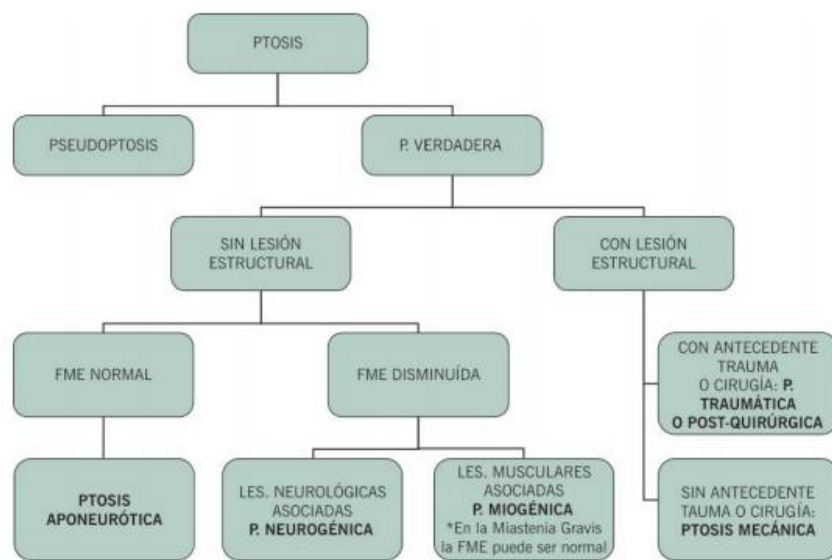 PTOSIS
PSEUDOPTOSIS
P. VERDADERA
SIN LESIÓN
ESTRUCTURAL
CON LESIÓN
ESTRUCTURAL
FME NORMAL
FME DISMINUÍDA
CON ANTECEDENTE
TRAUMA
O CIRUGÍA: P.
TRAUMÁTICA
O POST-QUIRÚRGICA
PTOSIS
APONEURÓTICA
LES. NEUROLÓGICAS
ASOCIADAS
P. NEUROGÉNICA
LES. MUSCULARES
ASOCIADAS
P. MIOGÉNICA
*En la Miastenia Gravis
la FME puede ser normal
SIN ANTECEDENTE
TAUMA O CIRUGÍA:
PTOSIS MECÁNICA